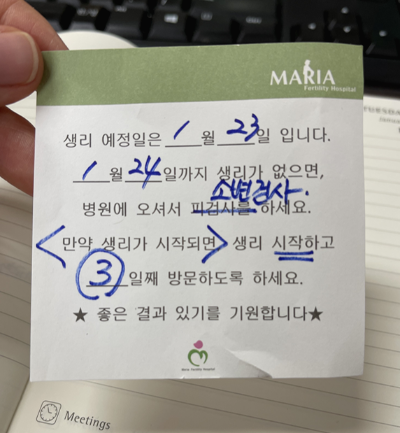 MARIA
Fertility Hospital
생리 예정일은 1 월 23 일 입니다.
1 월 24 일까지 생리가 없으면,
소변검사.
병원에 오셔서 피검사를 하세요.
<만약 생리가 시작되면> 생리 시작하고
3 일째 방문하도록 하세요.
★ 좋은 결과 있기를 기원합니다★
Maria Fertility Hospital
TUESDA
Meetings